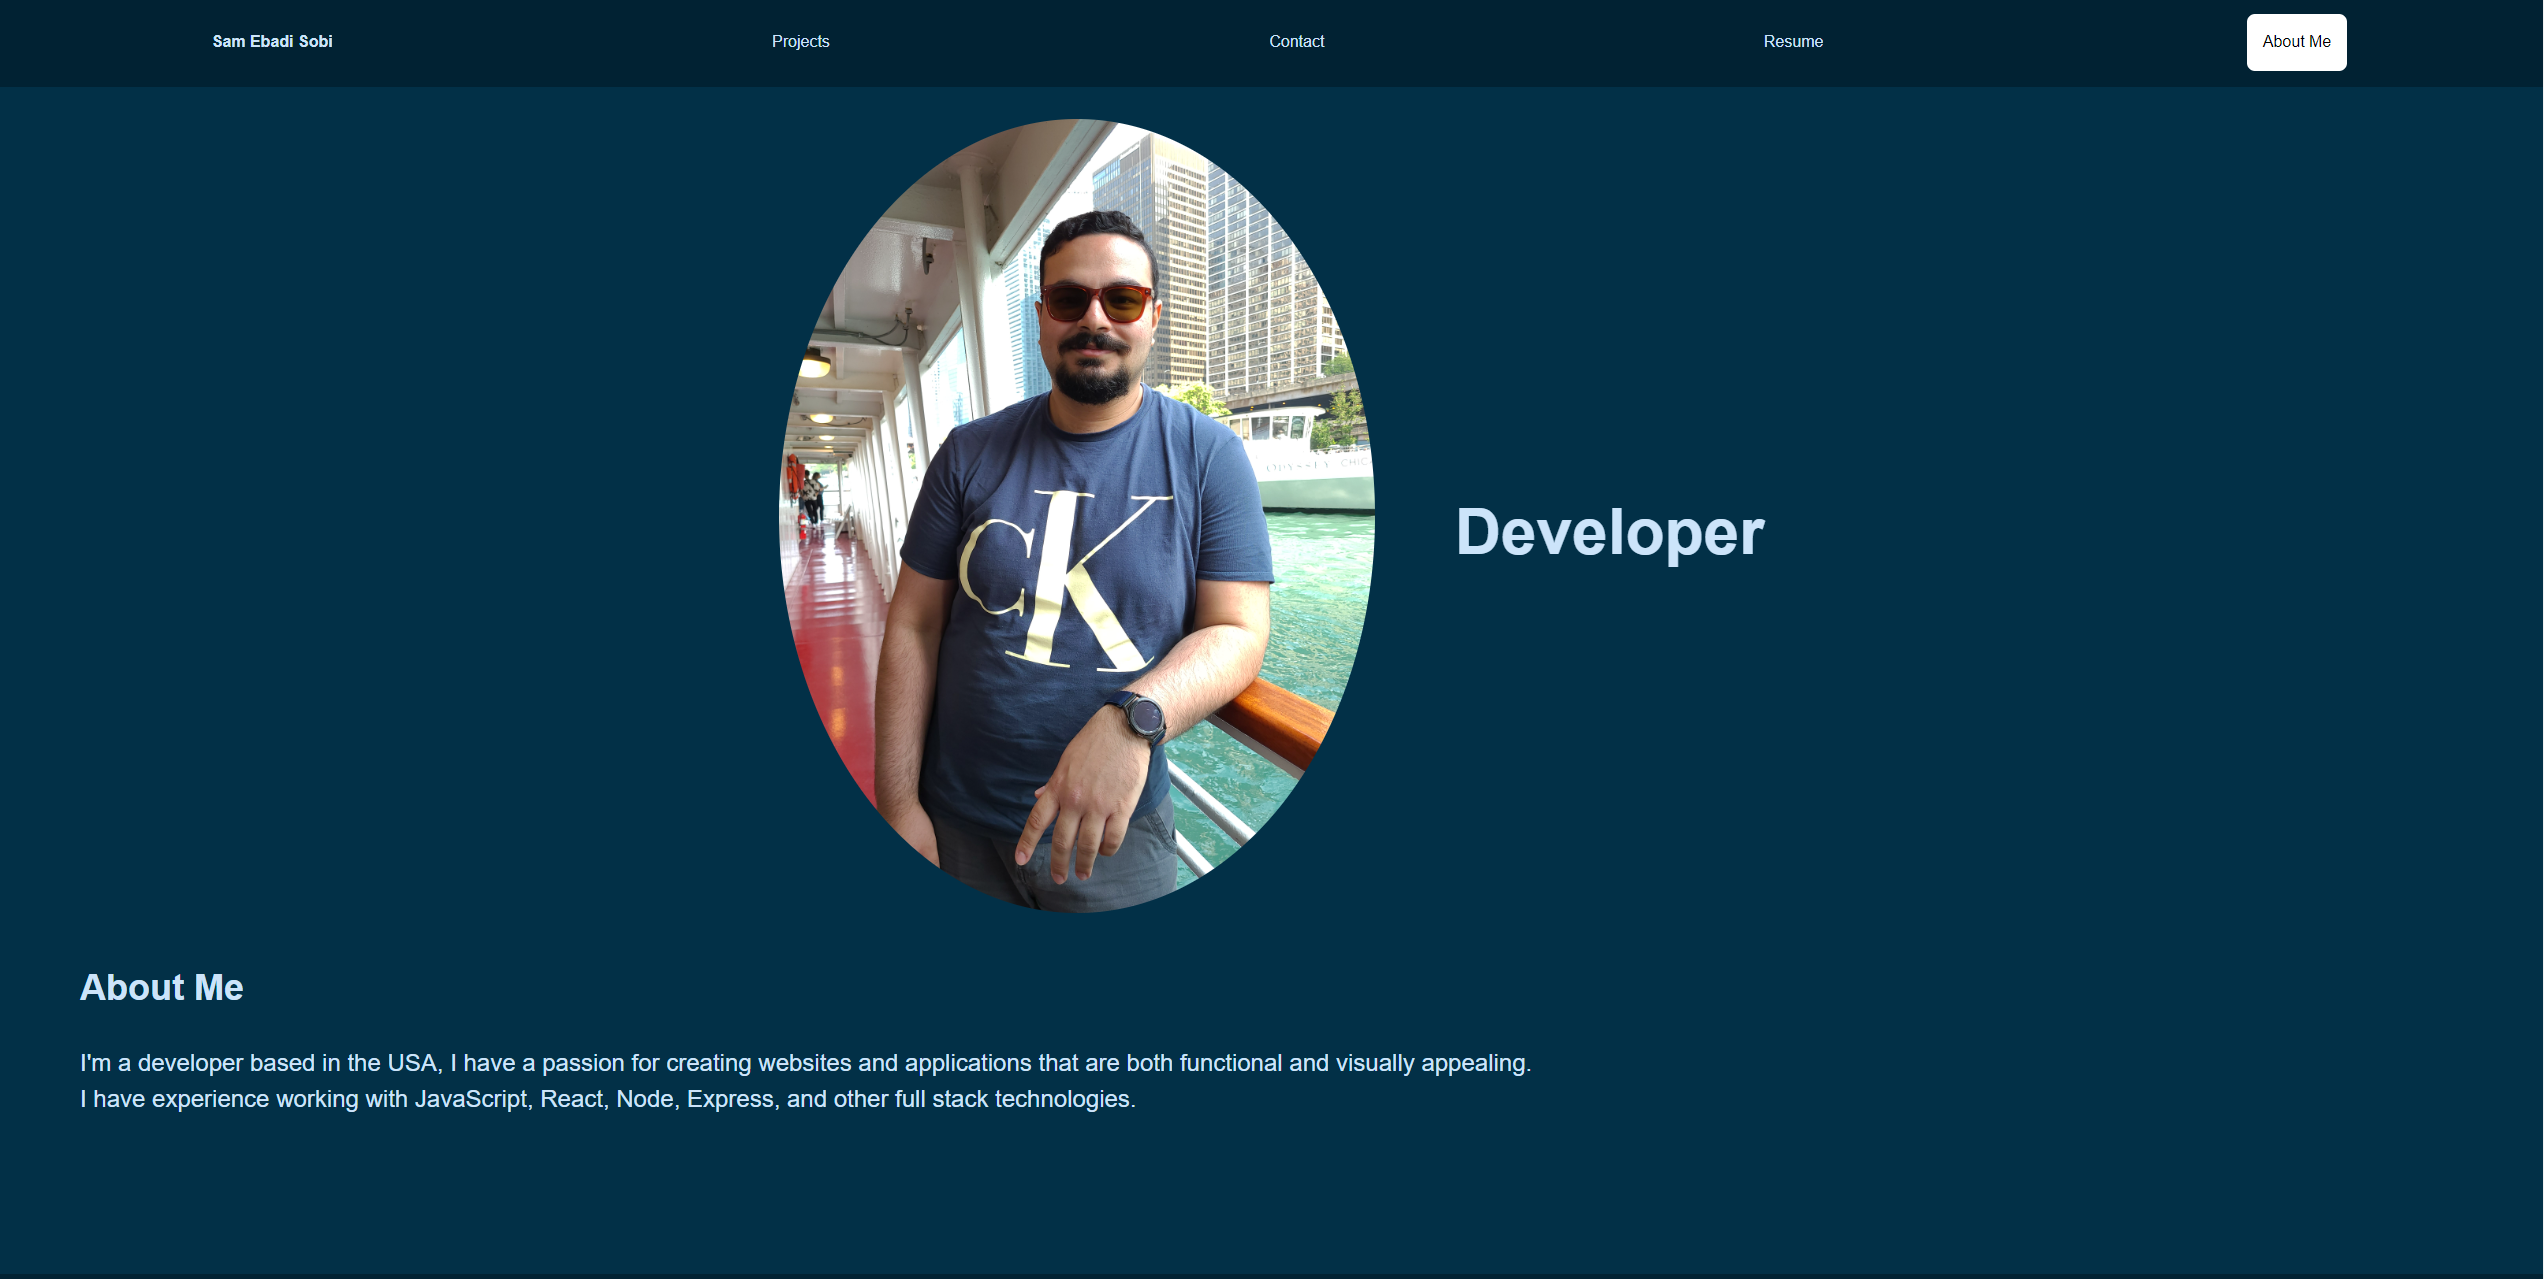 Sam Ebadi Sobi Projects Contact Resume About Me
ODYSSEY CHIC
CK
Developer
About Me
I'm a developer based in the USA, I have a passion for creating websites and applications that are both functional and visually appealing.
I have experience working with JavaScript, React, Node, Express, and other full stack technologies.